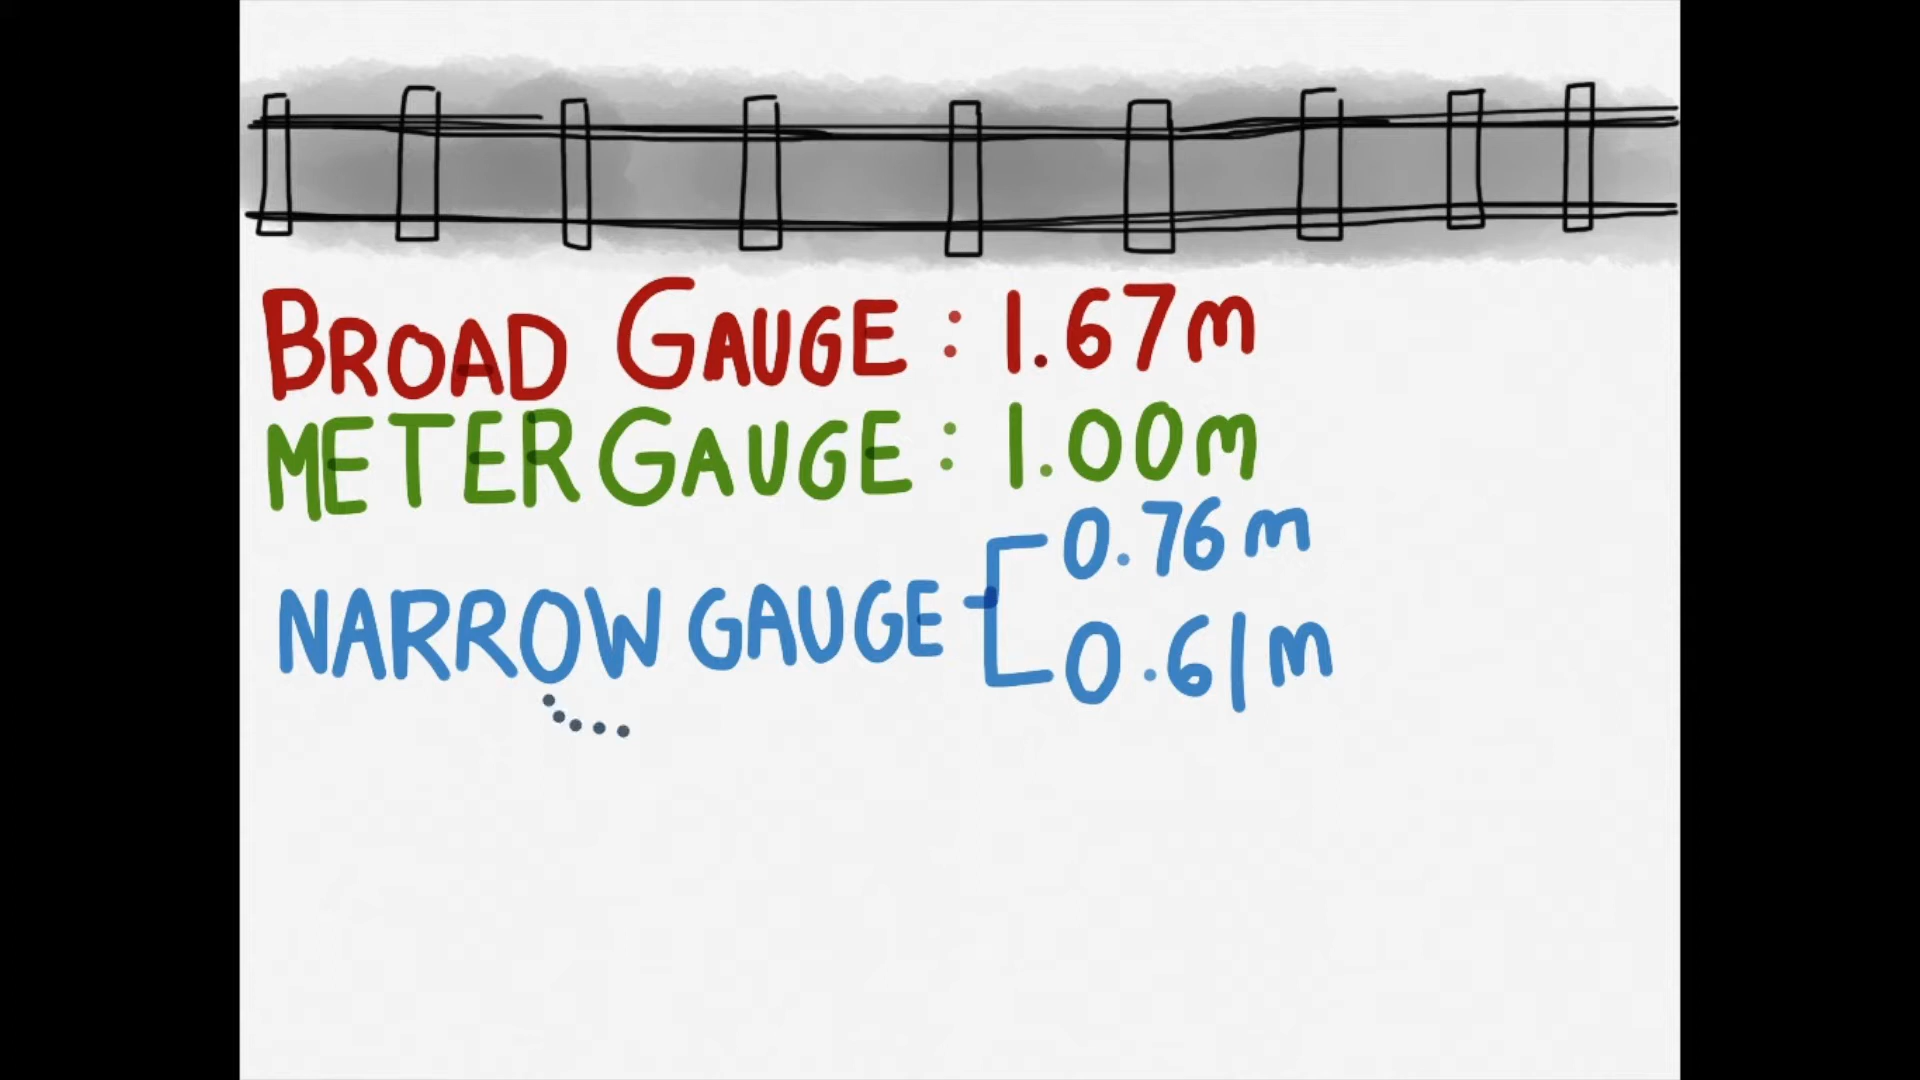 BROAD GAUGE : 1.67m
METER GAUGE : 1.00m
NARROW GAUGE - 0.76m
0.61m